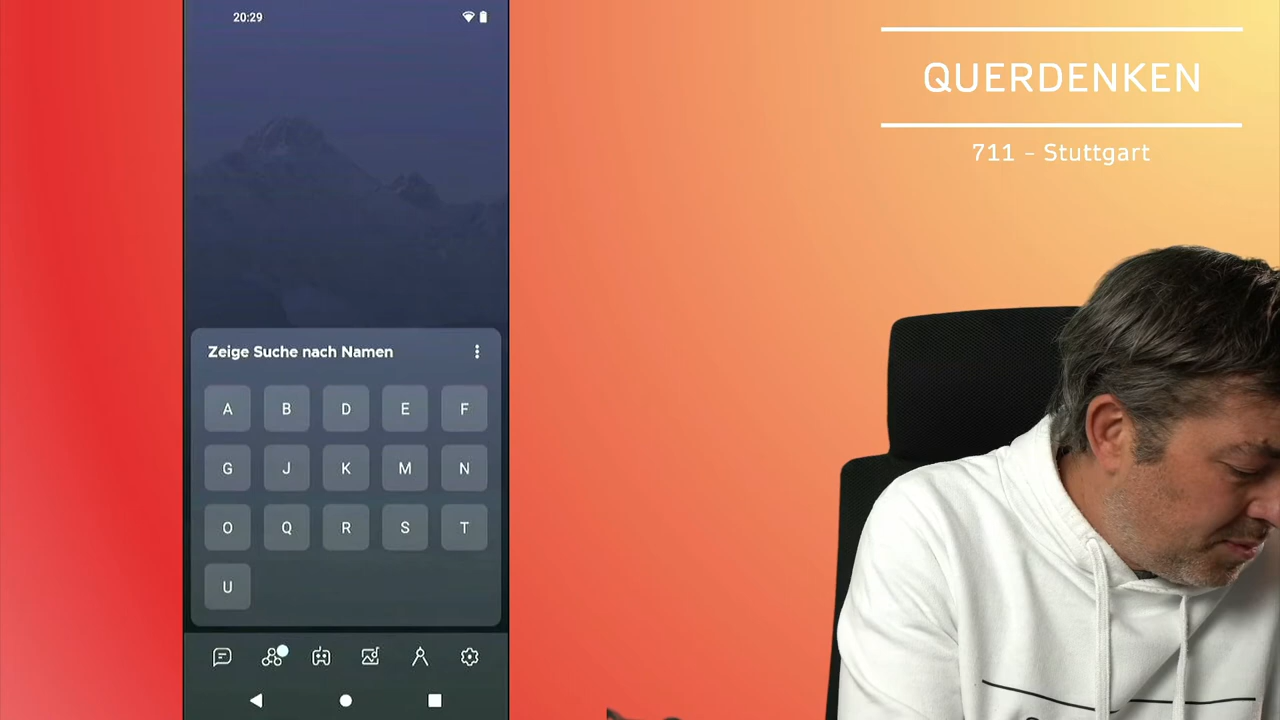 20:29
QUERDENKEN
711 – Stuttgart
Zeige Suche nach Namen
A B D E F
G J K M N
O Q R S T
U